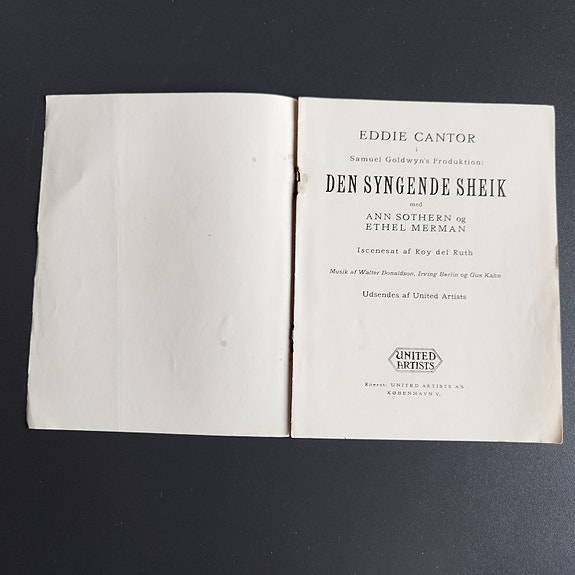 EDDIE CANTOR
i
Samuel Goldwyn's Produktion:
DEN SYNGENDE SHEIK
med
ANN SOTHERN og
ETHEL MERMAN
Iscenesat af Roy del Ruth
Musik af Walter Donaldson, Irving Berlin og Gus Kahn
Udsendes af United Artists
UNITED
ARTISTS
Eneret: UNITED ARTISTS A/S
KØBENHAVN V.